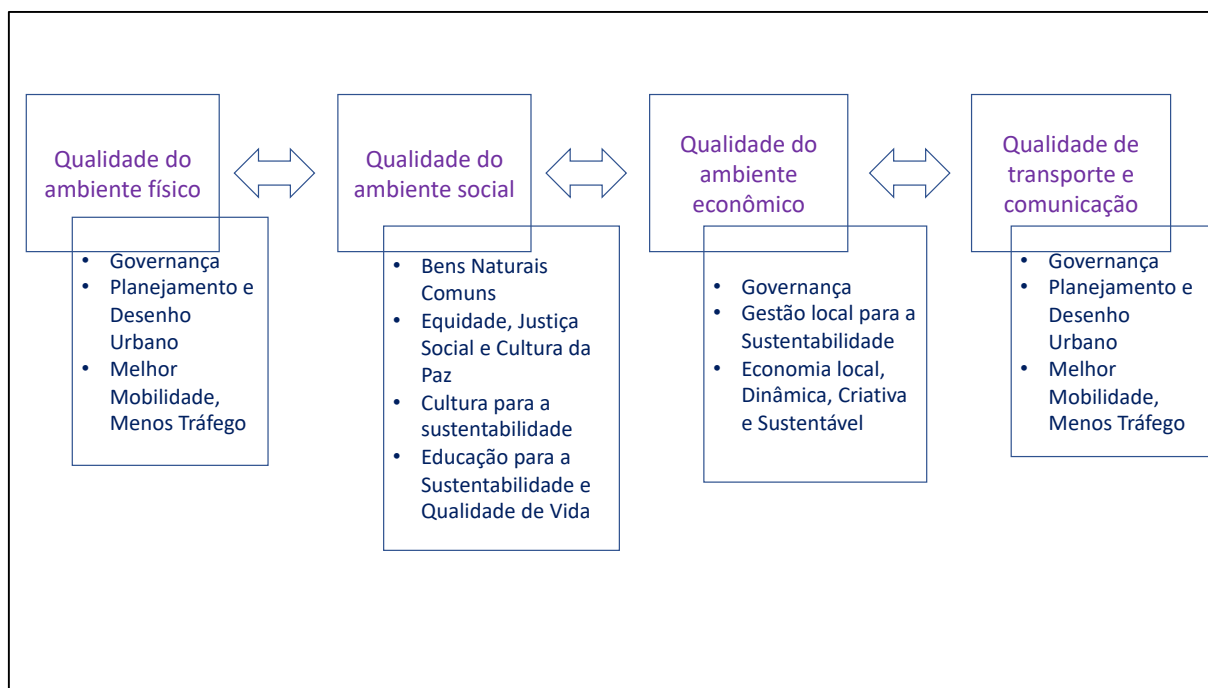 Qualidade do
ambiente físico
• Governança
• Planejamento e
Desenho
Urbano
• Melhor
Mobilidade,
Menos Tráfego
Qualidade do
ambiente social
• Bens Naturais
Comuns
• Equidade, Justiça
Social e Cultura da
Paz
• Cultura para a
sustentabilidade
• Educação para a
Sustentabilidade e
Qualidade de Vida
Qualidade do
ambiente
econômico
• Governança
• Gestão local para a
Sustentabilidade
• Economia local,
Dinâmica, Criativa
e Sustentável
Qualidade de
transporte e
comunicação
• Governança
• Planejamento e
Desenho
Urbano
• Melhor
Mobilidade,
Menos Tráfego